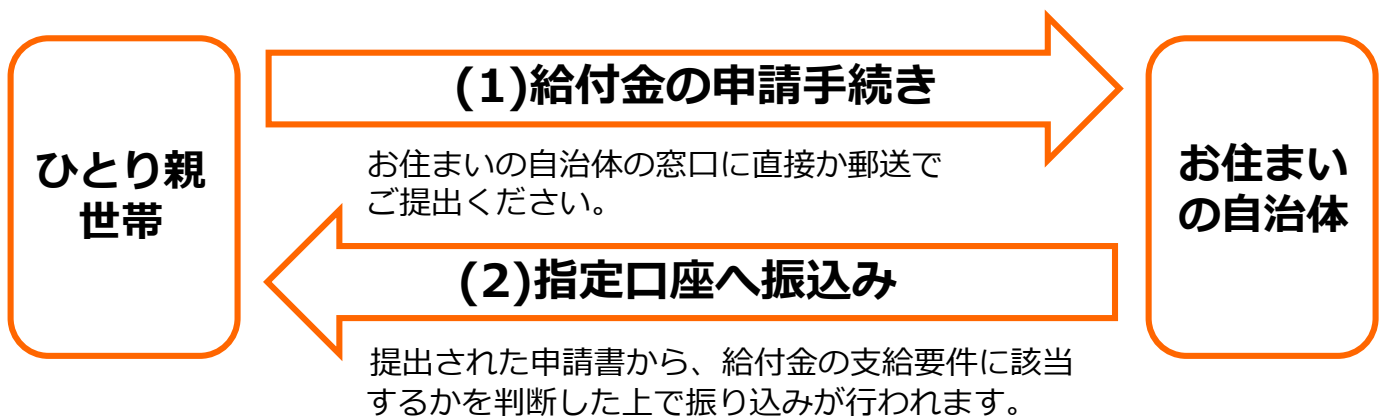 ひとり親
世帯
(1)給付金の申請手続き
お住まいの自治体の窓口に直接か郵送で
ご提出ください。
(2)指定口座へ振込み
提出された申請書から、給付金の支給要件に該当
するかを判断した上で振り込みが行われます。
お住まい
の自治体